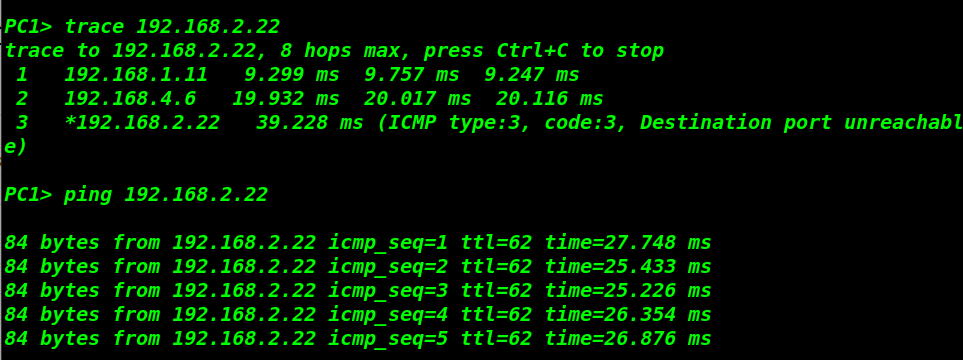 PC1> trace 192.168.2.22
trace to 192.168.2.22, 8 hops max, press Ctrl+C to stop
 1   192.168.1.11   9.299 ms  9.757 ms  9.247 ms
 2   192.168.4.6   19.932 ms  20.017 ms  20.116 ms
 3   *192.168.2.22   39.228 ms (ICMP type:3, code:3, Destination port unreachabl
e)
PC1> ping 192.168.2.22
84 bytes from 192.168.2.22 icmp_seq=1 ttl=62 time=27.748 ms
84 bytes from 192.168.2.22 icmp_seq=2 ttl=62 time=25.433 ms
84 bytes from 192.168.2.22 icmp_seq=3 ttl=62 time=25.226 ms
84 bytes from 192.168.2.22 icmp_seq=4 ttl=62 time=26.354 ms
84 bytes from 192.168.2.22 icmp_seq=5 ttl=62 time=26.876 ms